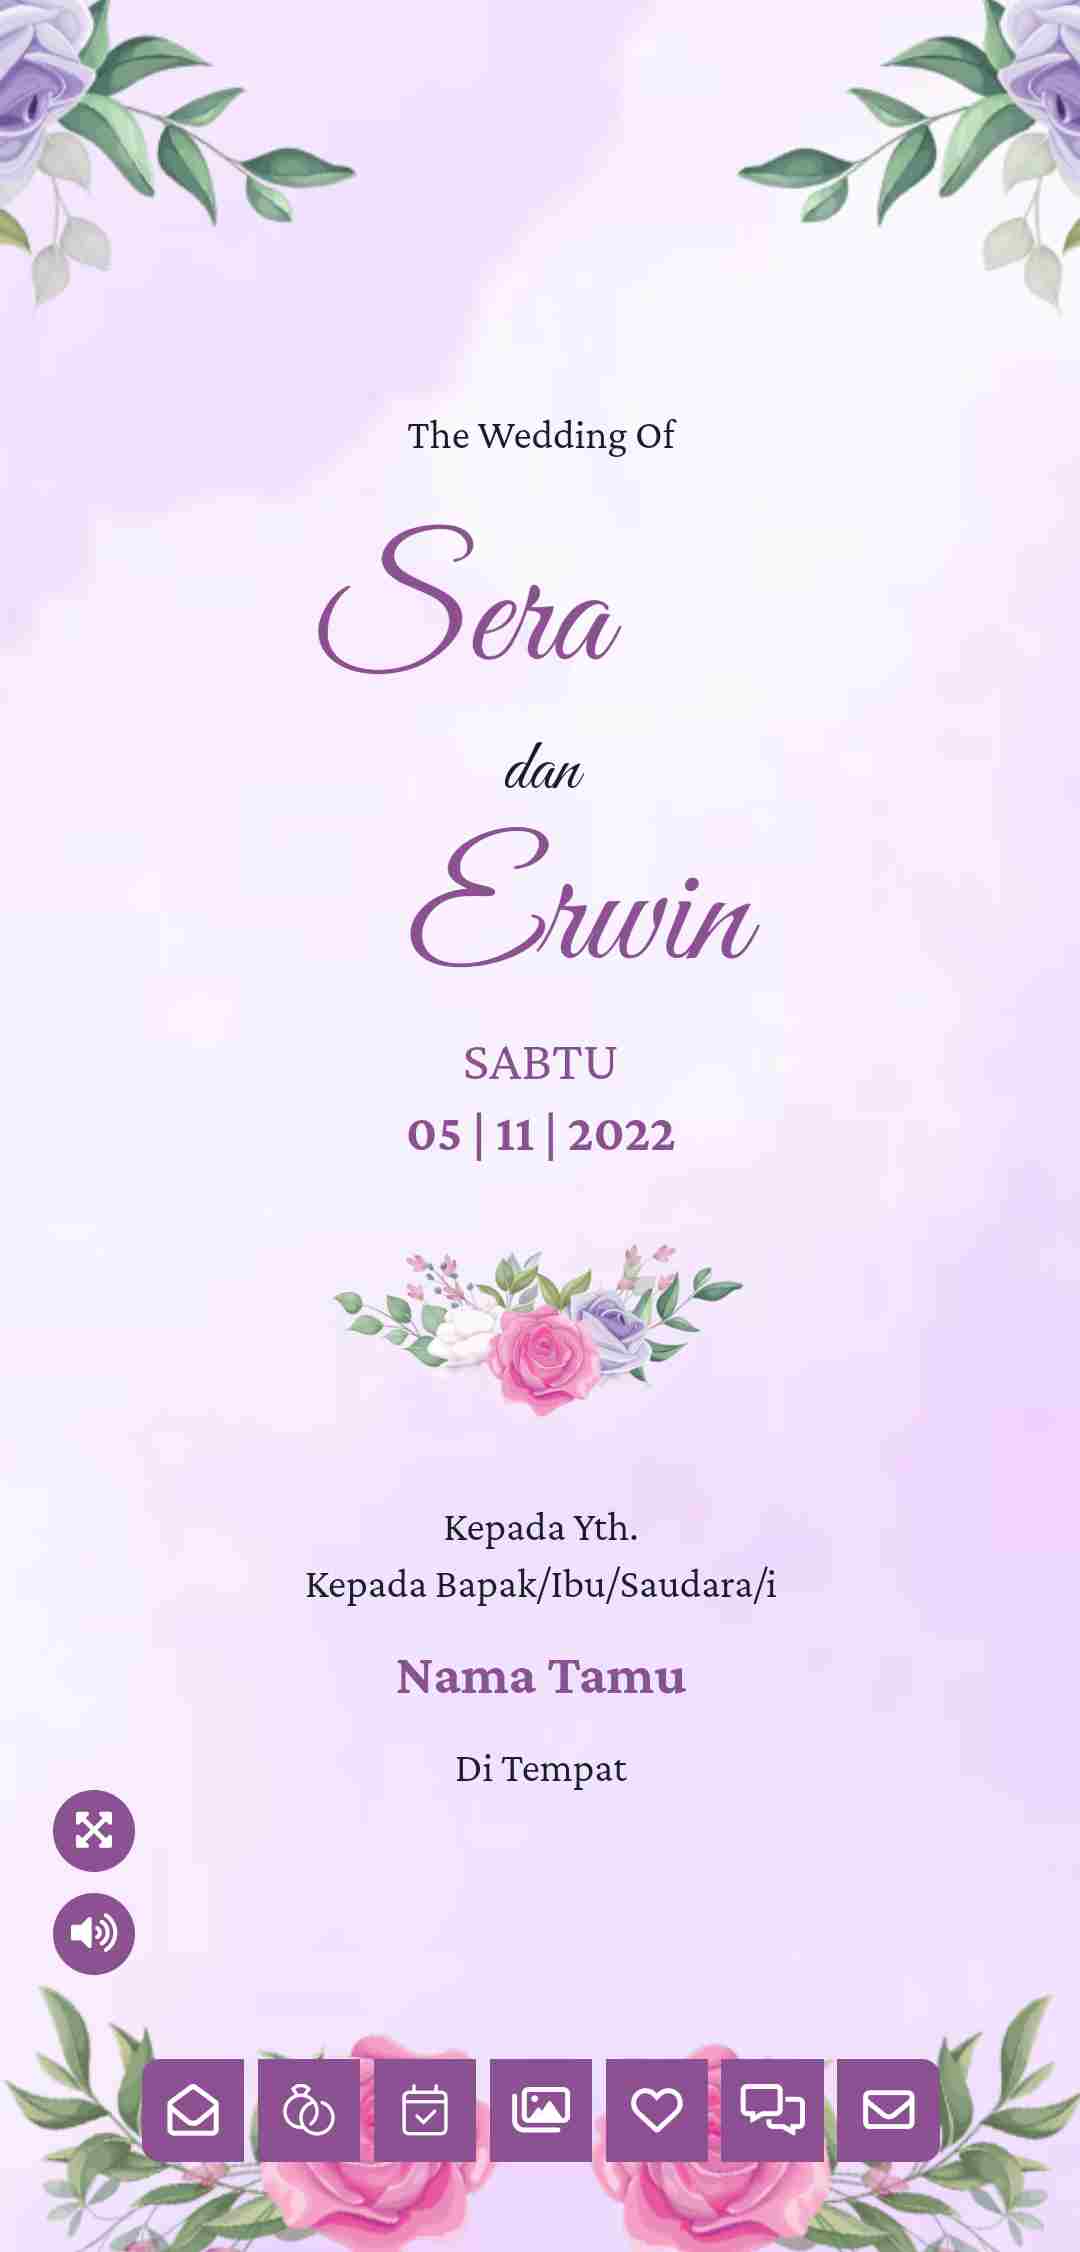 The Wedding Of
Sera
dan
Erwin
SABTU
05 | 11 | 2022
Kepada Yth.
Kepada Bapak/Ibu/Saudara/i
Nama Tamu
Di Tempat